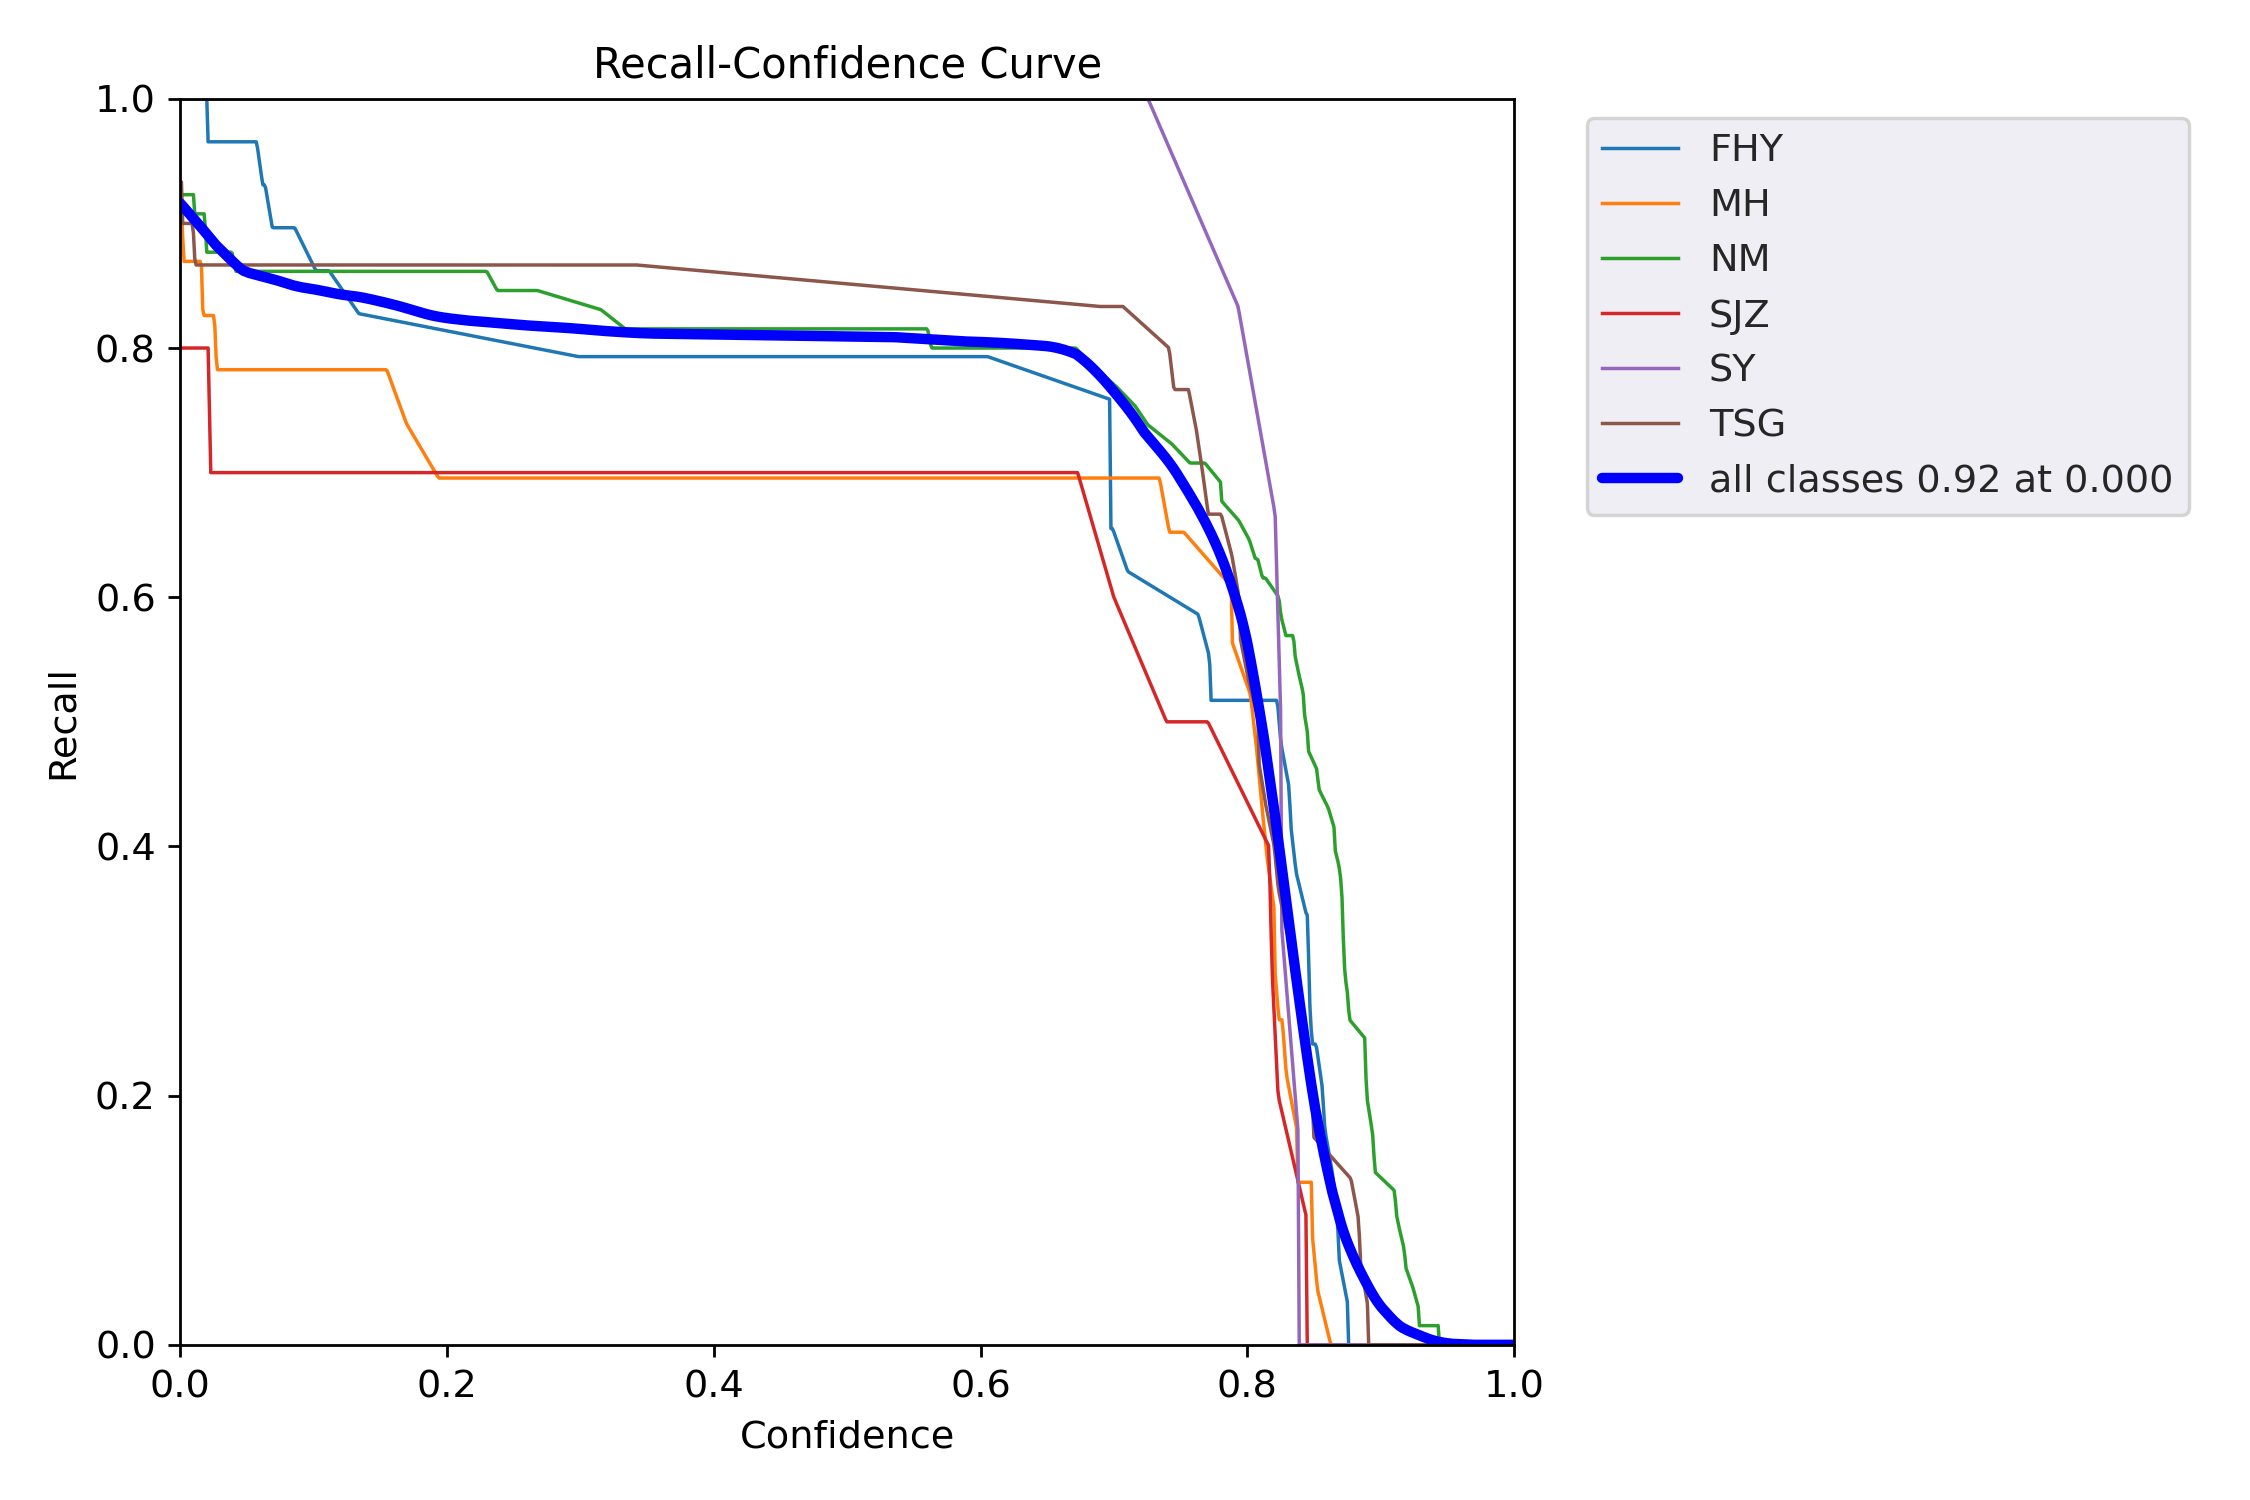 Recall-Confidence Curve
1.0
0.8
0.6
0.4
0.2
0.0
Recall
0.0 0.2 0.4 0.6 0.8 1.0
Confidence
FHY
MH
NM
SJZ
SY
TSG
all classes 0.92 at 0.000